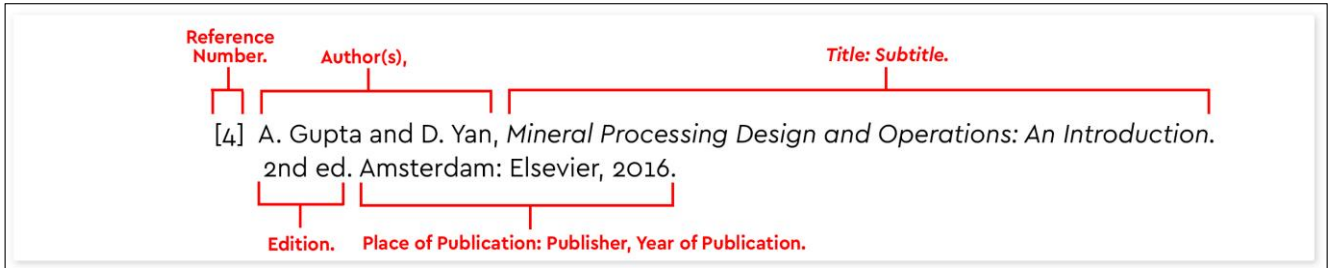 Reference
Number.
Author(s),
Title: Subtitle.
[4] A. Gupta and D. Yan, Mineral Processing Design and Operations: An Introduction.
2nd ed. Amsterdam: Elsevier, 2016.
Edition.
Place of Publication: Publisher, Year of Publication.